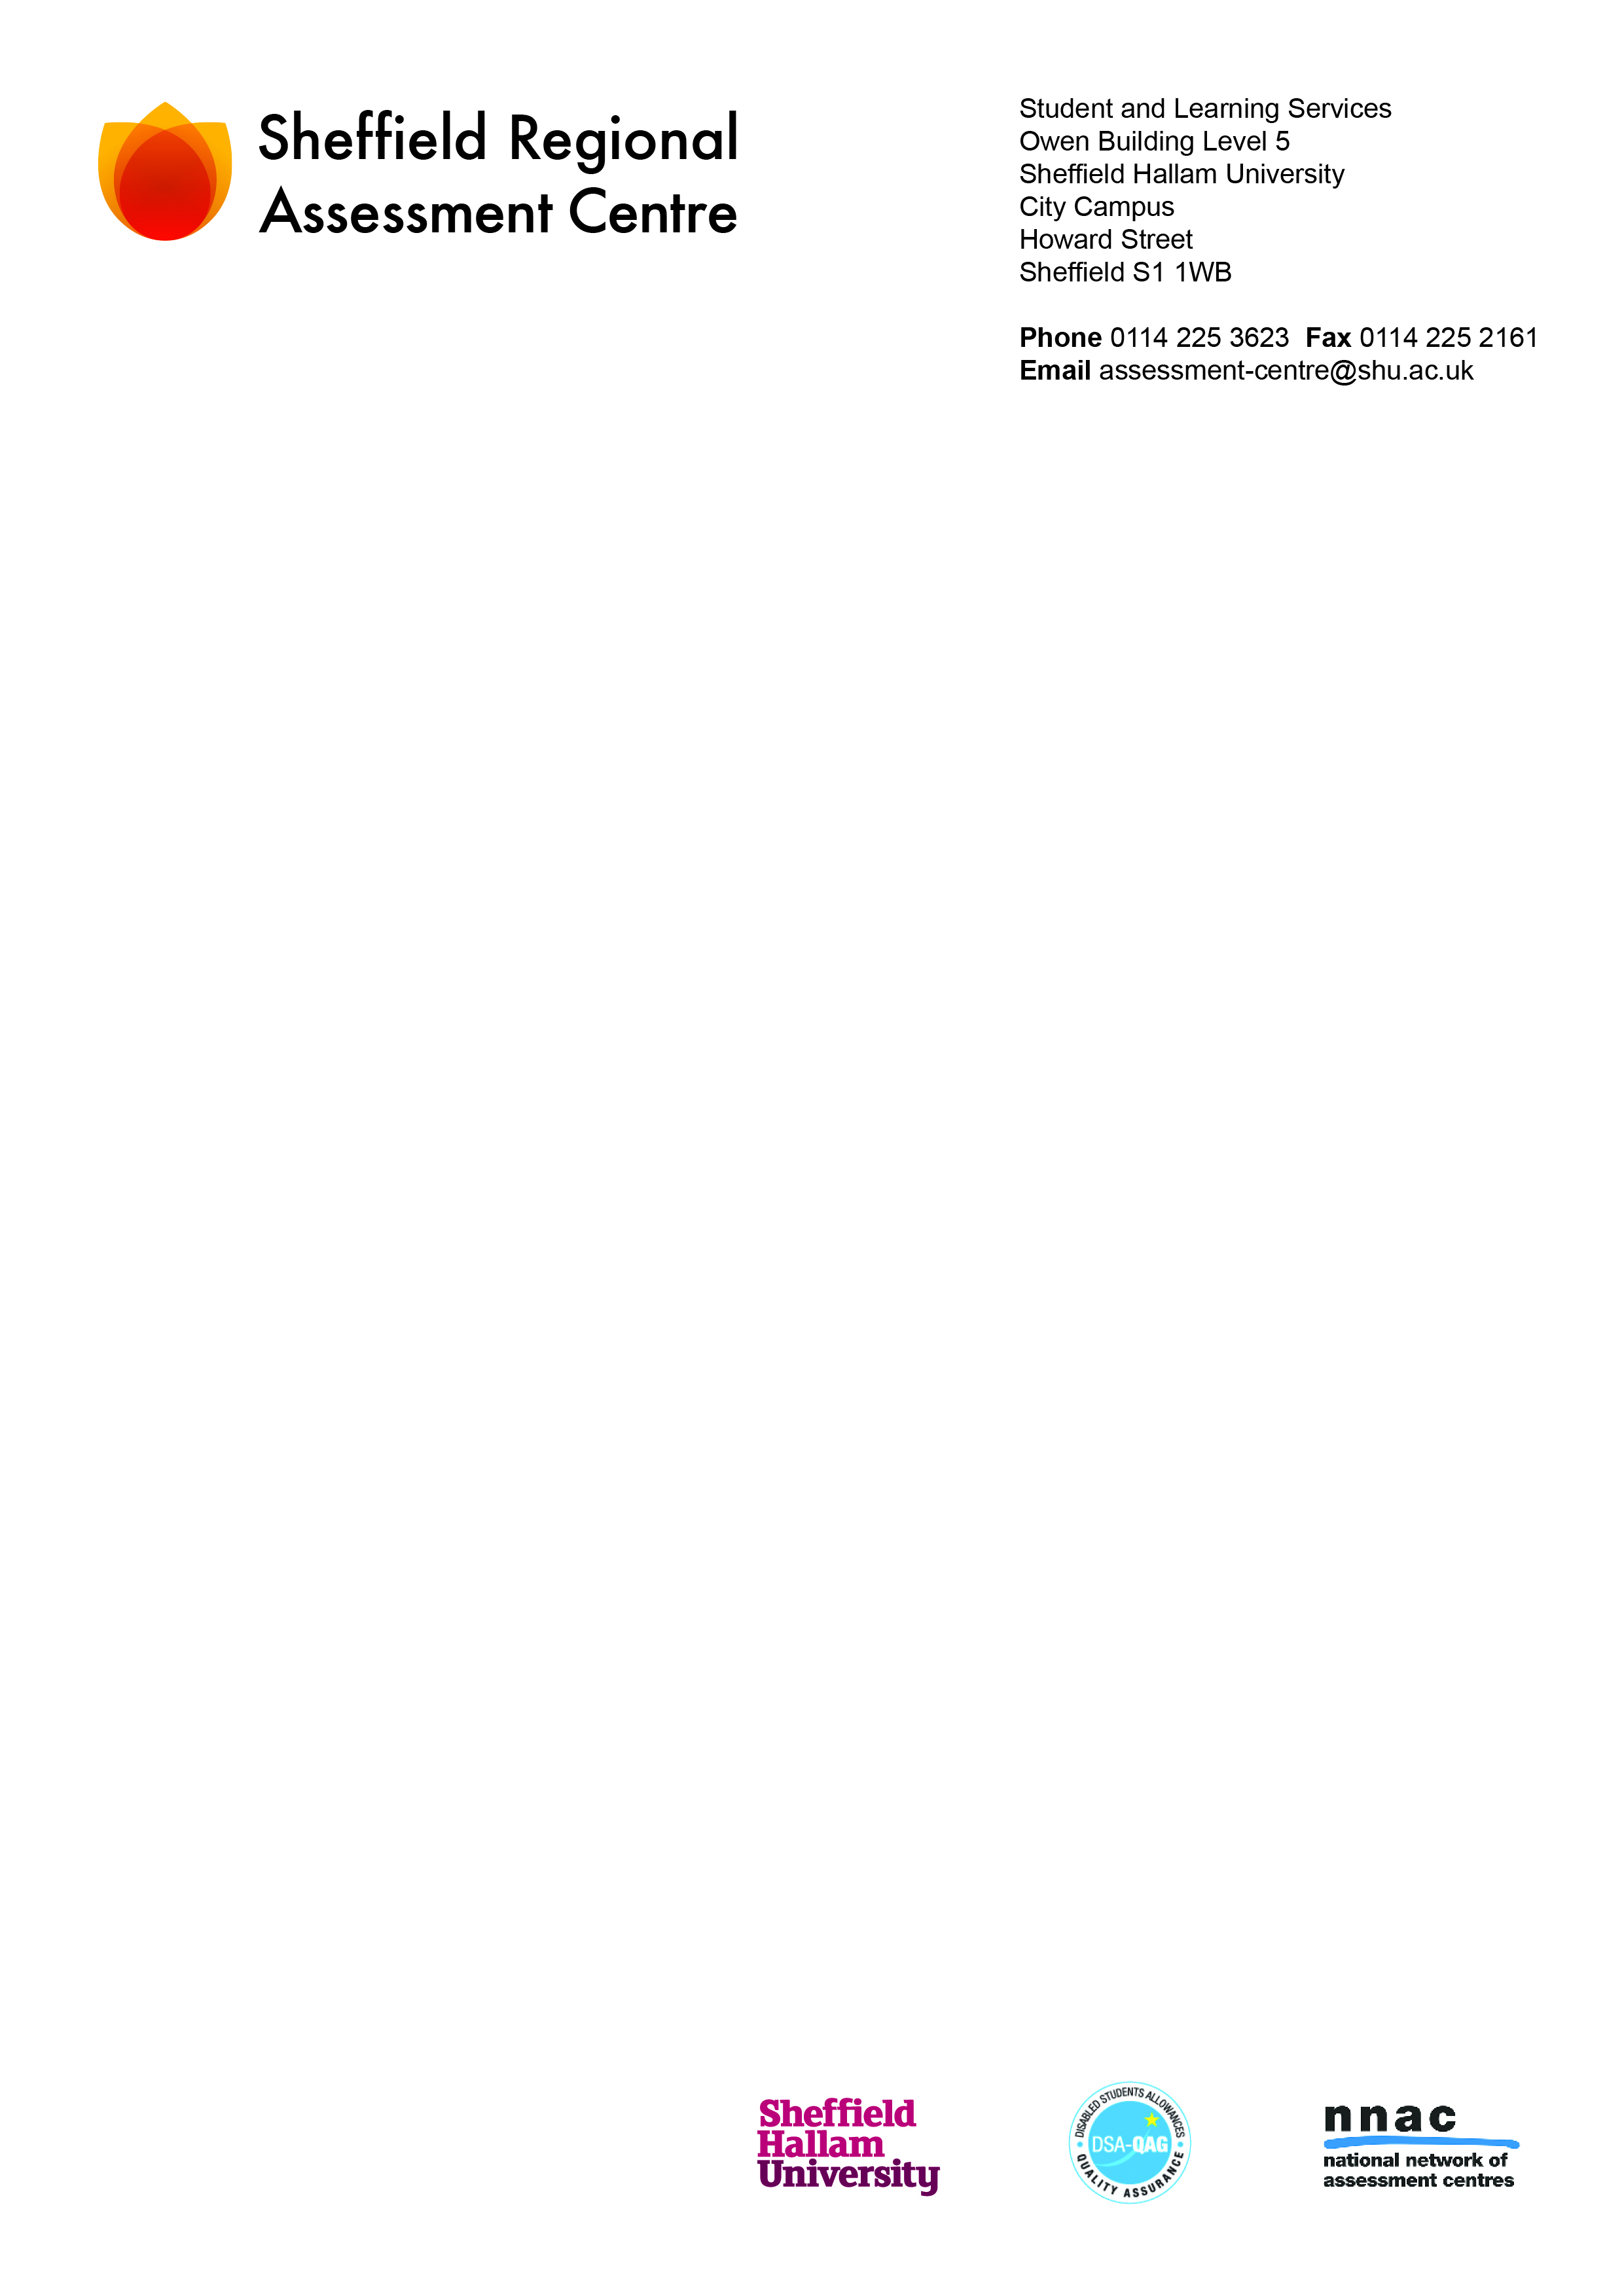 Sheffield Regional
Assessment Centre
Student and Learning Services
Owen Building Level 5
Sheffield Hallam University
City Campus
Howard Street
Sheffield S1 1WB
Phone 0114 225 3623  Fax 0114 225 2161
Email assessment-centre@shu.ac.uk
Sheffield
Hallam
University
DISABLED STUDENTS ALLOWANCES
DSA-QAG
QUALITY ASSURANCE
nnac
national network of
assessment centres